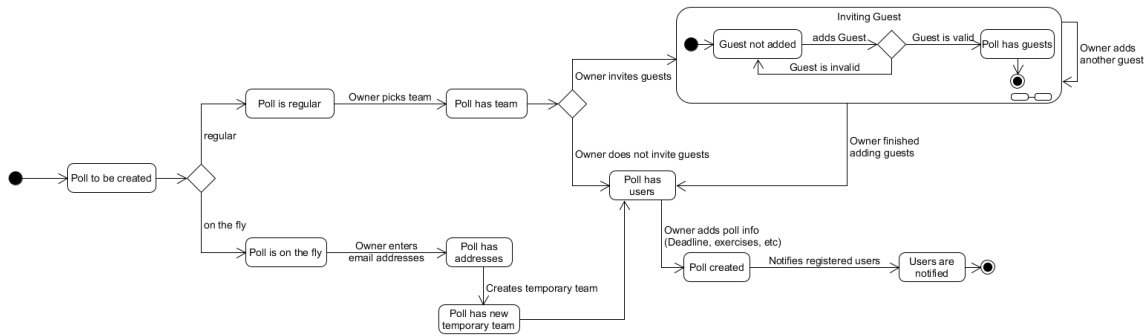 Inviting Guest
Guest not added
adds Guest
Guest is valid
Poll has guests
Guest is invalid
Owner adds
another guest
Owner invites guests
Poll is regular
Owner picks team
Poll has team
regular
Owner finished
adding guests
Owner does not invite guests
Poll to be created
Poll has
users
on the fly
Poll is on the fly
Owner enters
email addresses
Poll has
addresses
Owner adds poll info
(Deadline, exercises, etc)
Poll created
Notifies registered users
Users are
notified
Creates temporary team
Poll has new
temporary team